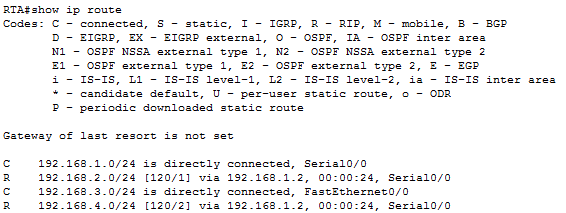 RTA#show ip route
Codes: C - connected, S - static, I - IGRP, R - RIP, M - mobile, B - BGP
D - EIGRP, EX - EIGRP external, O - OSPF, IA - OSPF inter area
N1 - OSPF NSSA external type 1, N2 - OSPF NSSA external type 2
E1 - OSPF external type 1, E2 - OSPF external type 2, E - EGP
i - IS-IS, L1 - IS-IS level-1, L2 - IS-IS level-2, ia - IS-IS inter area
* - candidate default, U - per-user static route, o - ODR
P - periodic downloaded static route
Gateway of last resort is not set
C 192.168.1.0/24 is directly connected, Serial0/0
R 192.168.2.0/24 [120/1] via 192.168.1.2, 00:00:24, Serial0/0
C 192.168.3.0/24 is directly connected, FastEthernet0/0
R 192.168.4.0/24 [120/2] via 192.168.1.2, 00:00:24, Serial0/0